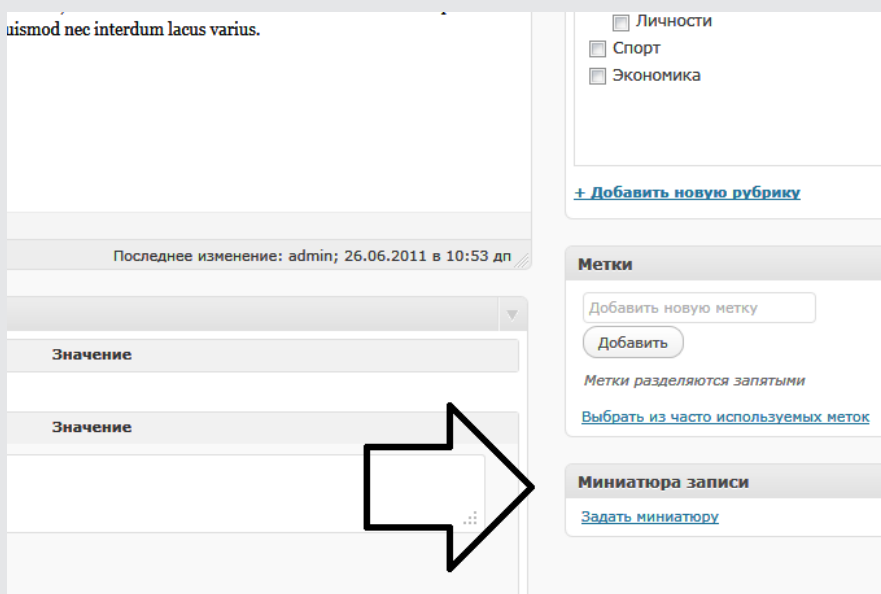 uismod nec interdum lacus varius.
Последнее изменение: admin; 26.06.2011 в 10:53 дп
Значение
Значение
Личности
Спорт
Экономика
+ Добавить новую рубрику
Метки
Добавить новую метку
Добавить
Метки разделяются запятыми
Выбрать из часто используемых меток
Миниатюра записи
Задать миниатюру